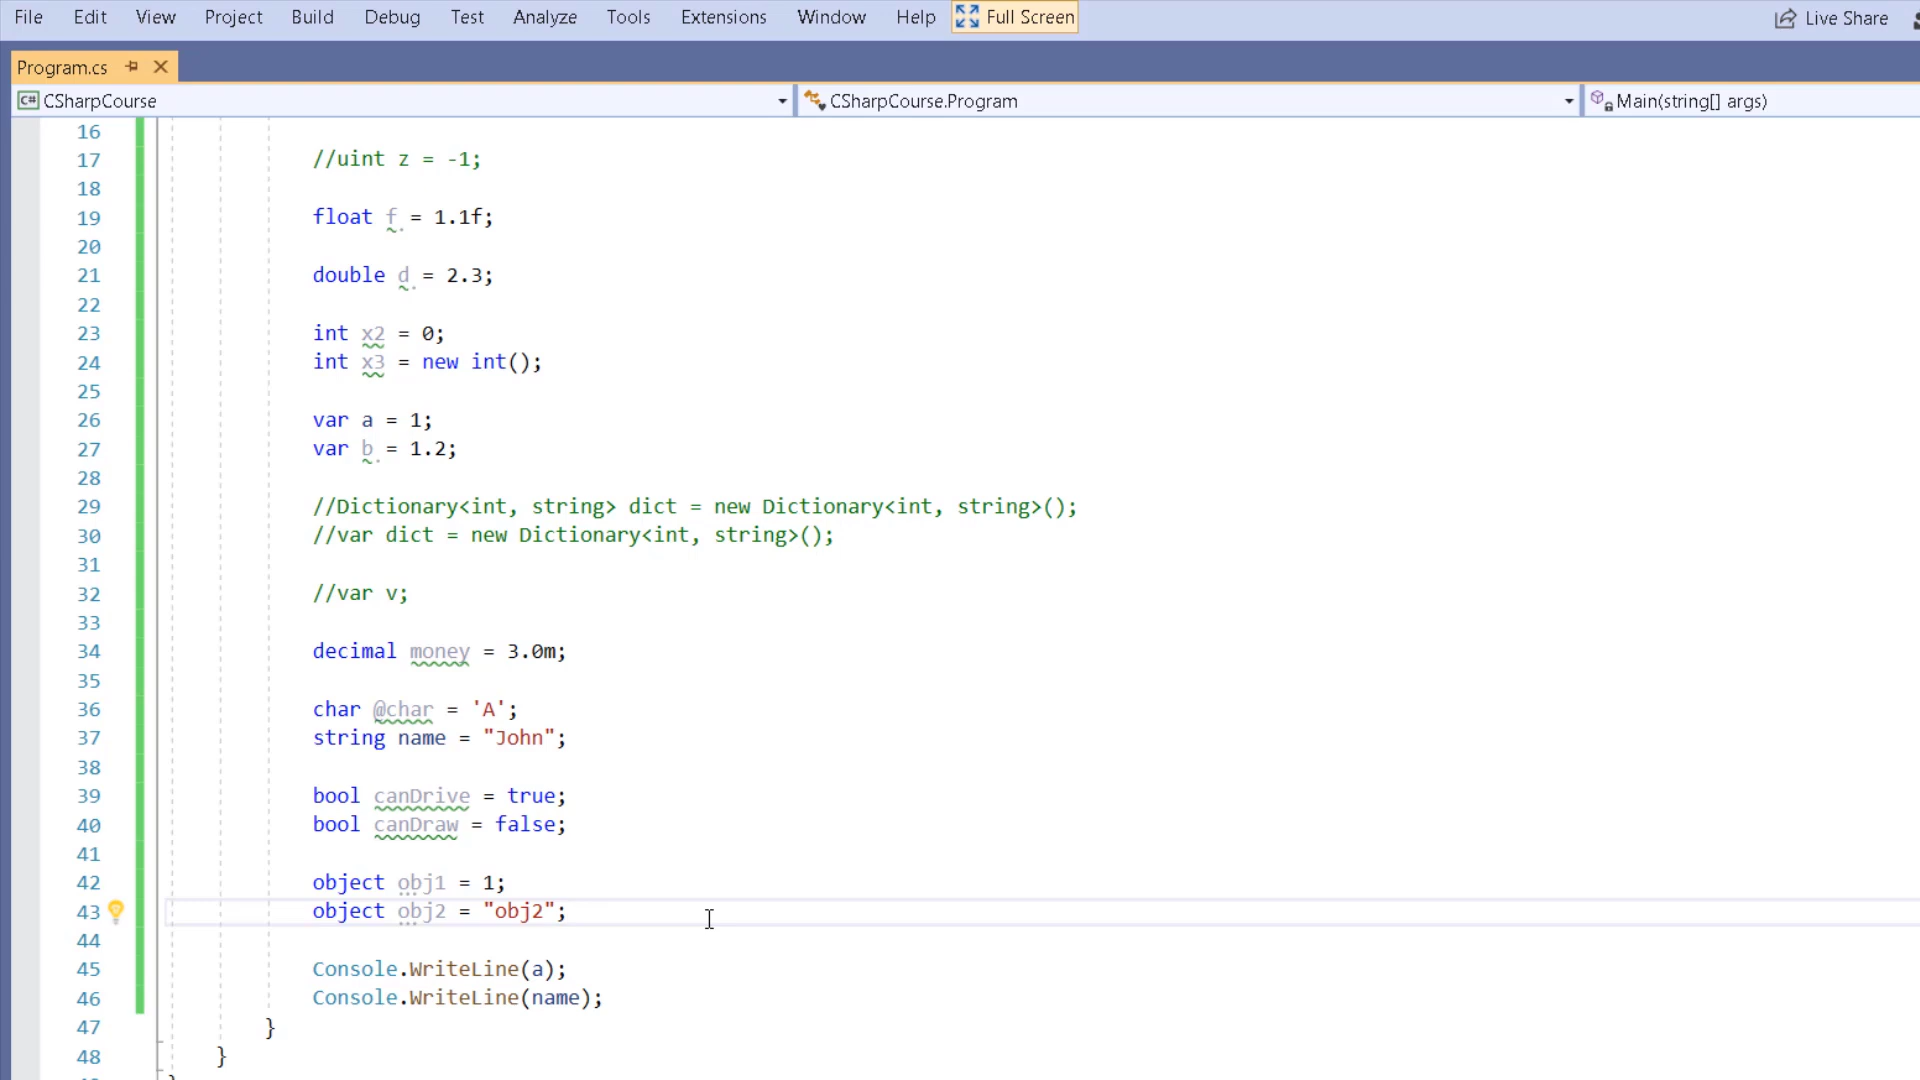 File Edit View Project Build Debug Test Analyze Tools Extensions Window Help Full Screen Live Share
Program.cs
C# CSharpCourse CSharpCourse.Program Main(string[] args)
16
17 //uint z = -1;
18
19 float f = 1.1f;
20
21 double d = 2.3;
22
23 int x2 = 0;
24 int x3 = new int();
25
26 var a = 1;
27 var b = 1.2;
28
29 //Dictionary<int, string> dict = new Dictionary<int, string>();
30 //var dict = new Dictionary<int, string>();
31
32 //var v;
33
34 decimal money = 3.0m;
35
36 char @char = 'A';
37 string name = "John";
38
39 bool canDrive = true;
40 bool canDraw = false;
41
42 object obj1 = 1;
43 object obj2 = "obj2";
44
45 Console.WriteLine(a);
46 Console.WriteLine(name);
47 }
48 }